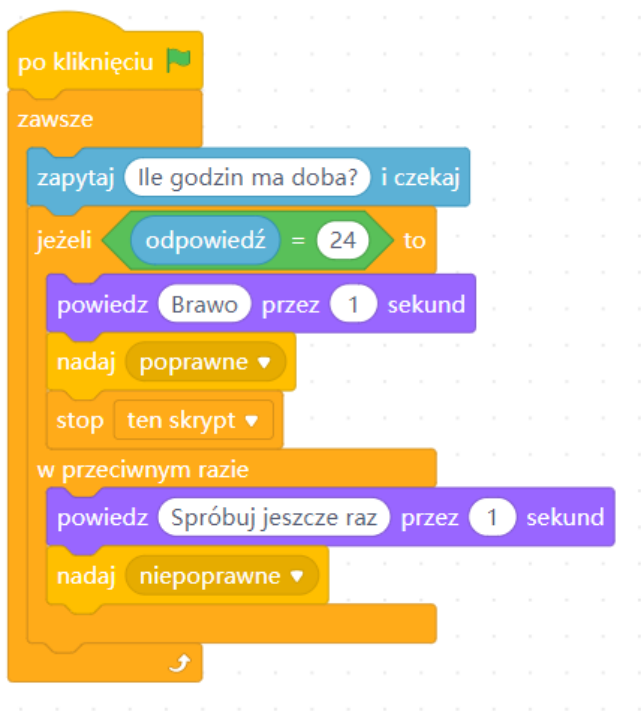 po kliknięciu
zawsze
zapytaj Ile godzin ma doba? i czekaj
jeżeli odpowiedź = 24 to
powiedz Brawo przez 1 sekund
nadaj poprawne
stop ten skrypt
w przeciwnym razie
powiedz Spróbuj jeszcze raz przez 1 sekund
nadaj niepoprawne